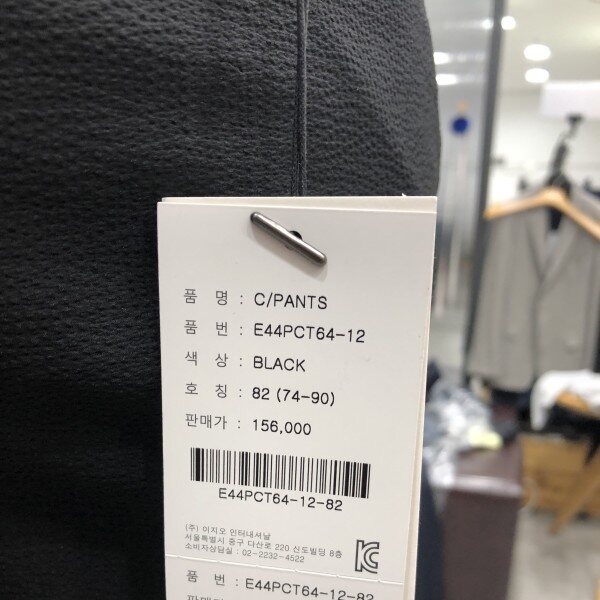 품 명 : C/PANTS
품 번 : E44PCT64-12
색 상 : BLACK
호 칭 : 82 (74-90)
판매가 : 156,000
E44PCT64-12-82
(주) 이지오 인터내셔날
서울특별시 중구 다산로 220 신도빌딩 8층
소비자상담실 : 02-2232-4522
품 번 : E44PCT64-12-82